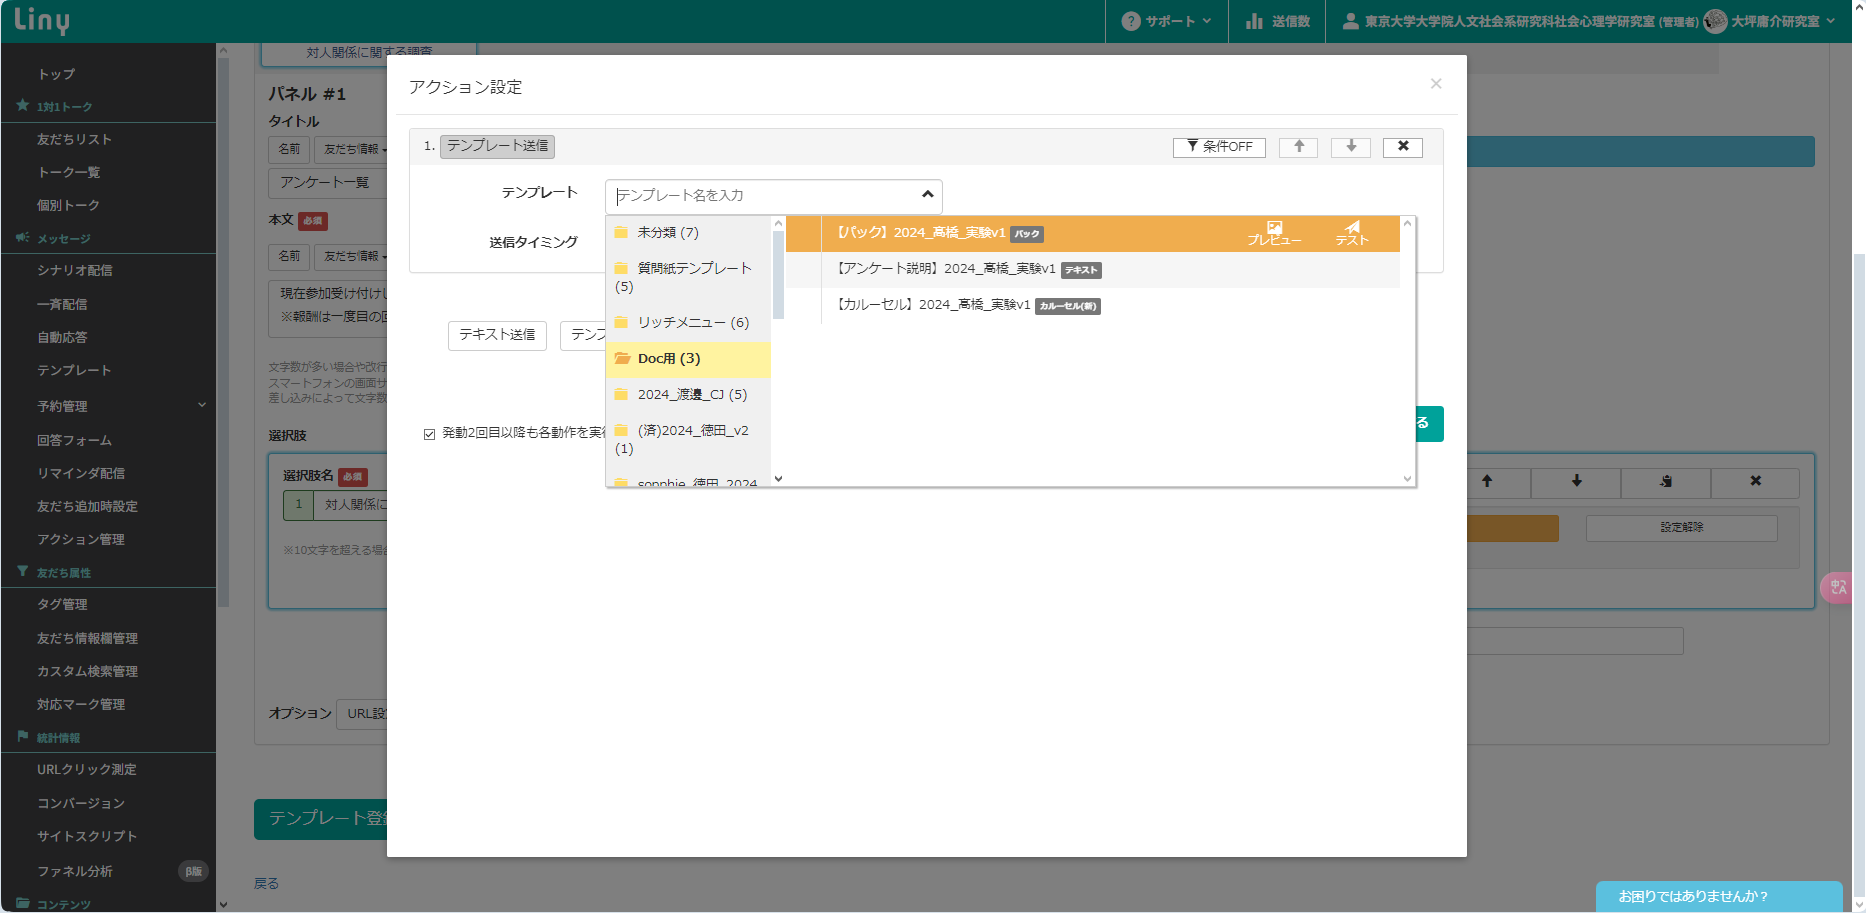 Liny
サポート
送信数
東京大学大学院人文社会系研究科社会心理学研究室 (管理者)
大坪庸介研究室
トップ
1対1トーク
友だちリスト
トーク一覧
個別トーク
メッセージ
シナリオ配信
一斉配信
自動応答
テンプレート
予約管理
回答フォーム
リマインダ配信
友だち追加時設定
アクション管理
友だち属性
タグ管理
友だち情報欄管理
カスタム検索管理
対応マーク管理
統計情報
URLクリック測定
コンバージョン
サイトスクリプト
ファネル分析 β版
コンテンツ
対人関係に関する調査
パネル #1
タイトル
名前 友だち情報
アンケート一覧
本文 必須
名前 友だち情報
現在参加受け付けし
※報酬は一度目の回
文字数が多い場合や改行
スマートフォンの画面サ
差し込みによって文字数
選択肢
選択肢名 必須
1 対人関係に
※10文字を超える場合
オプション URL設
テンプレート登録
戻る
アクション設定
×
1. テンプレート送信
条件OFF
テンプレート
テンプレート名を入力
送信タイミング
未分類 (7)
質問紙テンプレート
(5)
リッチメニュー (6)
Doc用 (3)
2024_渡邊_CJ (5)
(済)2024_徳田_v2
(1)
sopphie_徳田_2024
【パック】2024_髙橋_実験v1 パック
プレビュー
テスト
【アンケート説明】2024_髙橋_実験v1 テキスト
【カルーセル】2024_髙橋_実験v1 カルーセル(新)
テキスト送信
テンプ
発動2回目以降も各動作を実行
る
設定解除
お困りではありませんか？